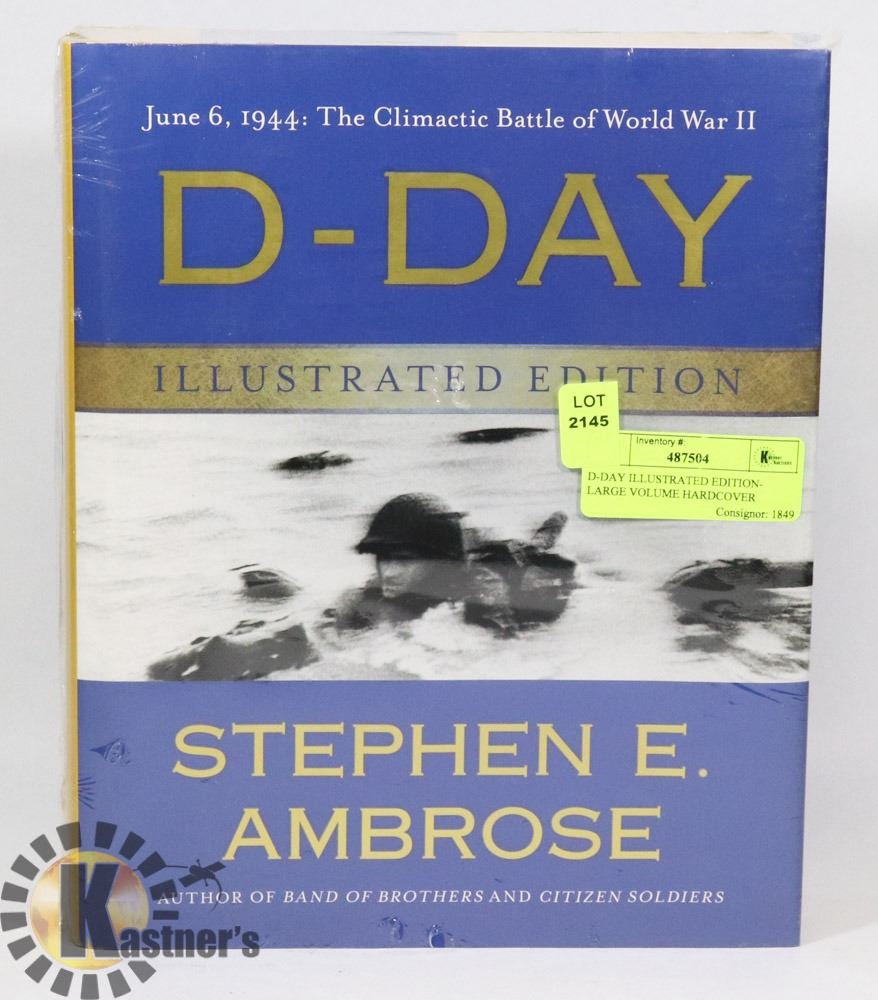 June 6, 1944: The Climactic Battle of World War II
D-DAY
ILLUSTRATED EDITION
LOT
2145
Inventory #:
487504
D-DAY ILLUSTRATED EDITION-
LARGE VOLUME HARDCOVER
Consignor: 1849
STEPHEN E.
AMBROSE
AUTHOR OF BAND OF BROTHERS AND CITIZEN SOLDIERS
Kastner's